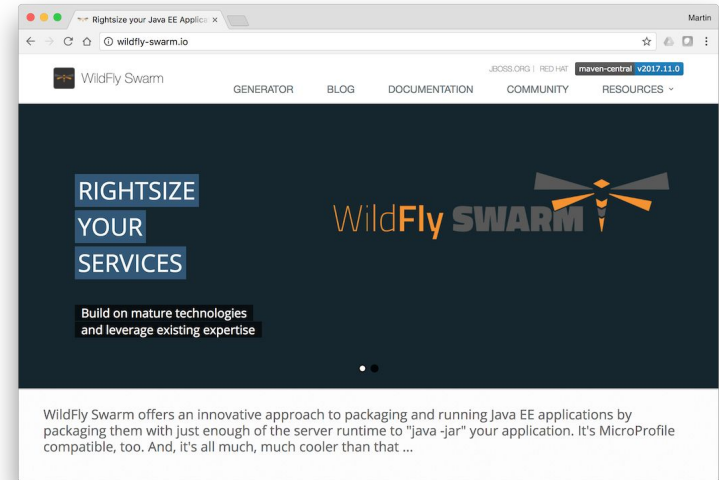 Rightsize your Java EE Applica
Martin
wildfly-swarm.io
JBOSS.ORG | RED HAT maven-central v2017.11.0
WildFly Swarm
GENERATOR BLOG DOCUMENTATION COMMUNITY RESOURCES
RIGHTSIZE
YOUR
SERVICES
WildFly SWARM
Build on mature technologies
and leverage existing expertise
WildFly Swarm offers an innovative approach to packaging and running Java EE applications by
packaging them with just enough of the server runtime to "java -jar" your application. It's MicroProfile
compatible, too. And, it's all much, much cooler than that ...